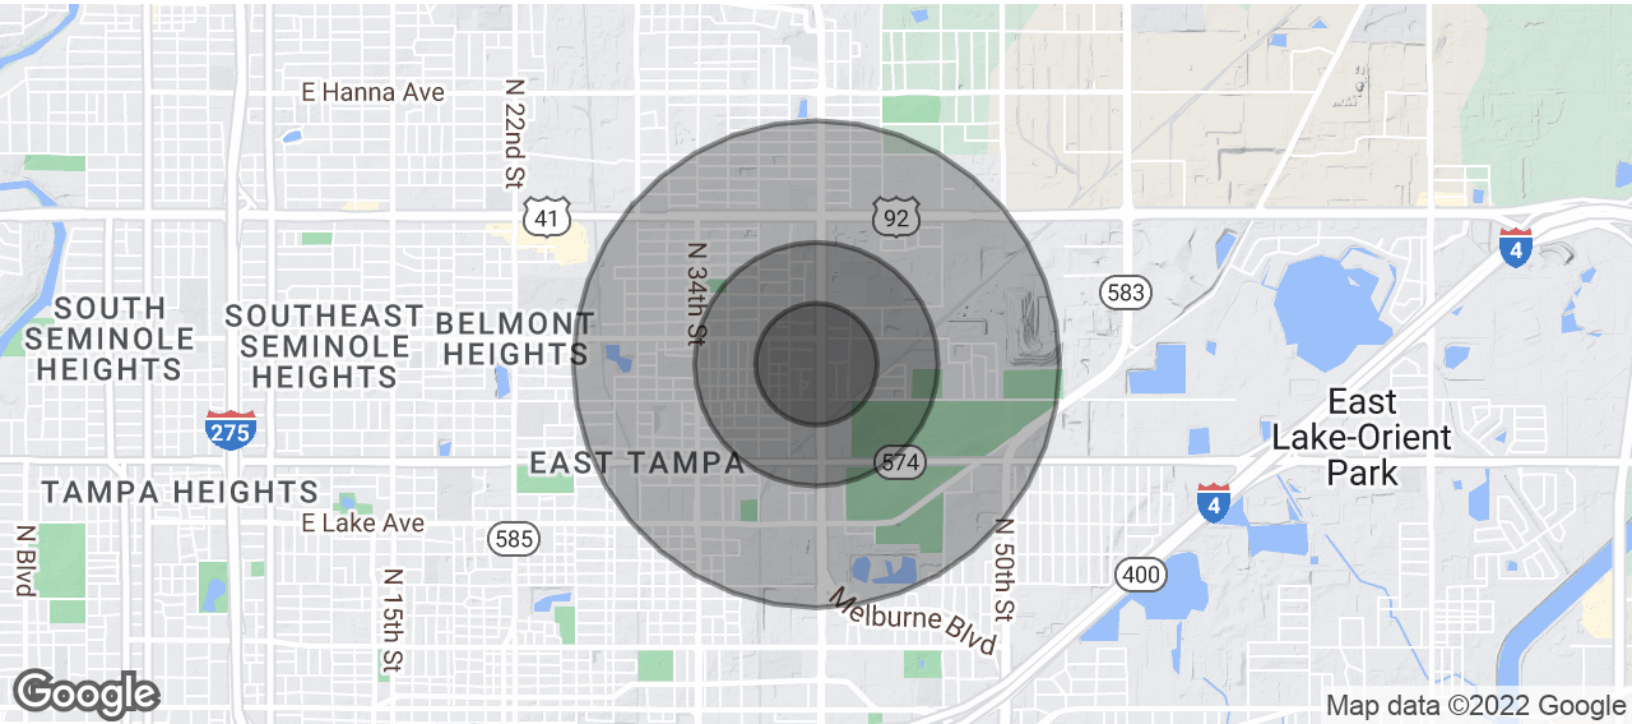 E Hanna Ave
N 22nd St
41
92
N 34th St
4
583
SOUTH
SEMINOLE
HEIGHTS
SOUTHEAST
SEMINOLE
HEIGHTS
BELMONT
HEIGHTS
275
East
Lake-Orient
Park
EAST TAMPA
574
TAMPA HEIGHTS
4
E Lake Ave
585
N Blvd
N 15th St
N 50th St
400
Melburne Blvd
Google
Map data ©2022 Google